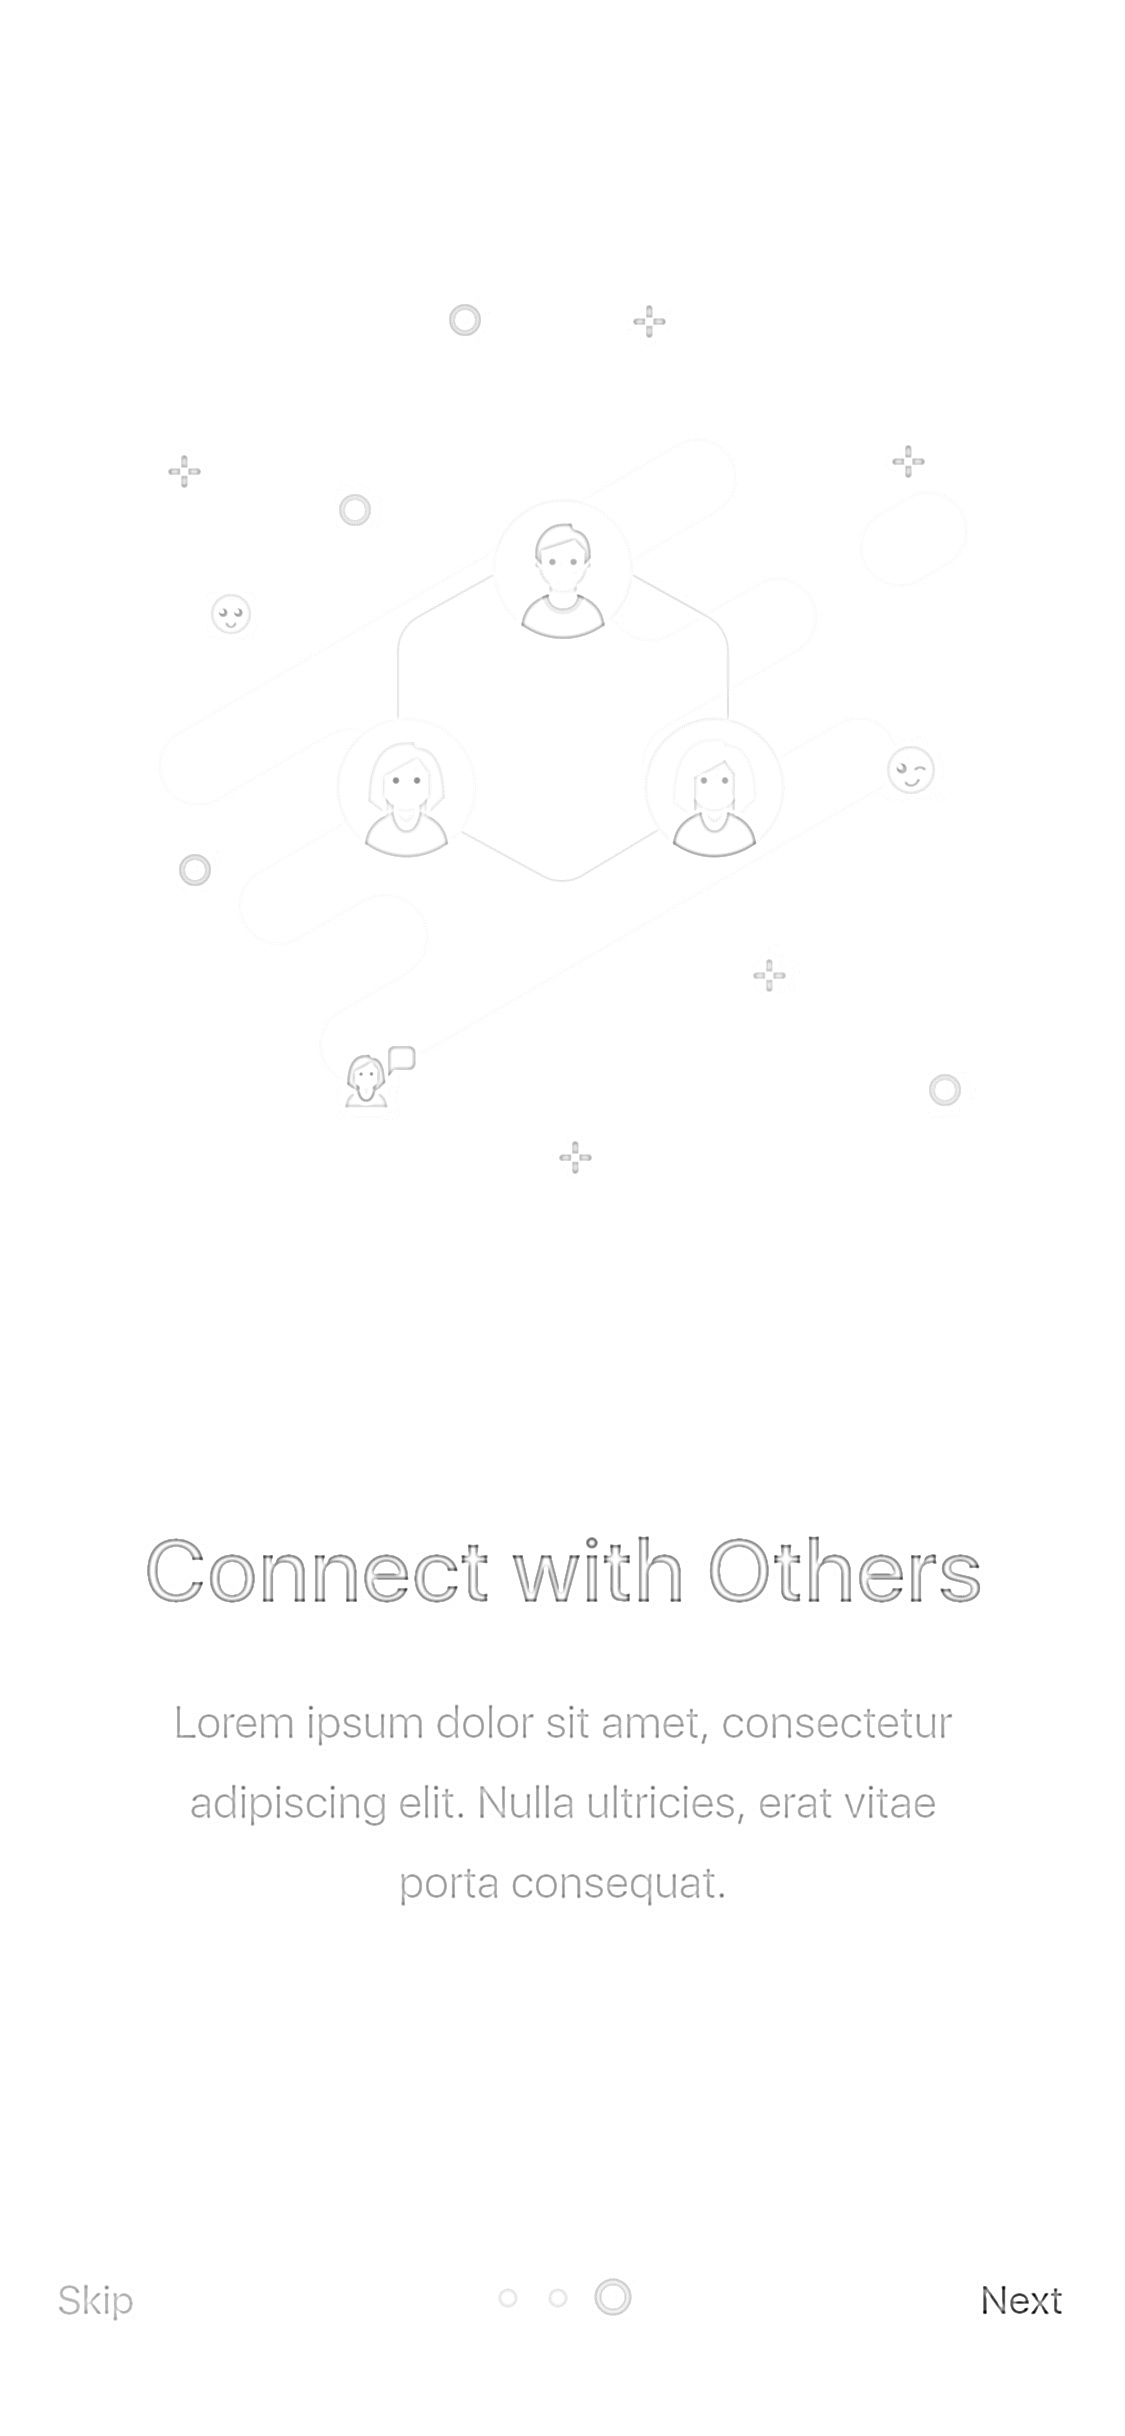 Connect with Others
Lorem ipsum dolor sit amet, consectetur
adipiscing elit. Nulla ultricies, erat vitae
porta consequat.
Skip
Next